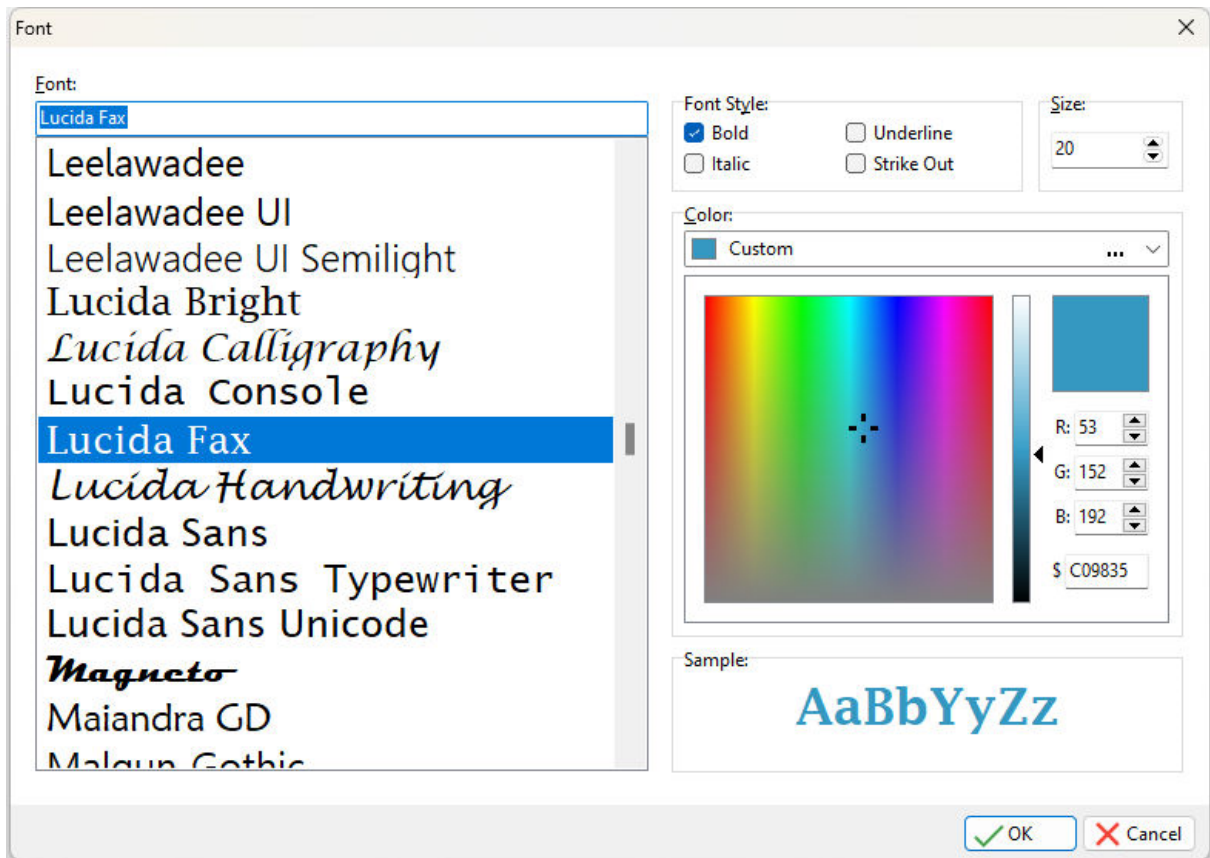 Font
Font:
Lucida Fax
Leelawadee
Leelawadee UI
Leelawadee UI Semilight
Lucida Bright
Lucida Calligraphy
Lucida Console
Lucida Fax
Lucida Handwriting
Lucida Sans
Lucida Sans Typewriter
Lucida Sans Unicode
Magneto
Maiandra GD
Malgun Gothic
Font Style:
Bold
Underline
Italic
Strike Out
Size:
20
Color:
Custom
...
R: 53
G: 152
B: 192
$ C09835
Sample:
AaBbYyZz
OK
Cancel